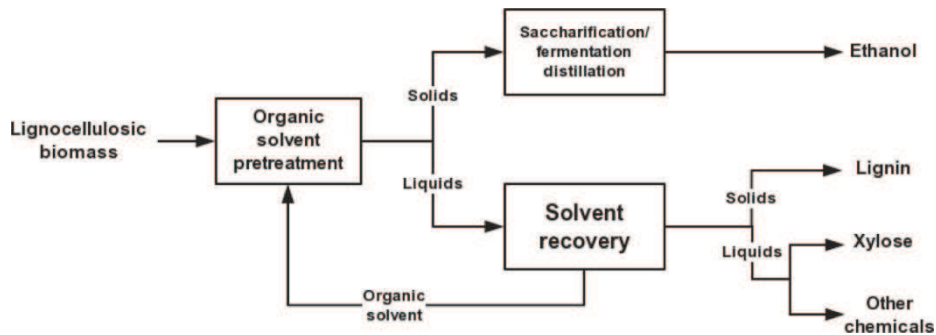 Lignocellulosic
biomass
Organic
solvent
pretreatment
Solids
Liquids
Saccharification/
fermentation
distillation
Ethanol
Solvent
recovery
Organic
solvent
Solids
Liquids
Lignin
Xylose
Other
chemicals